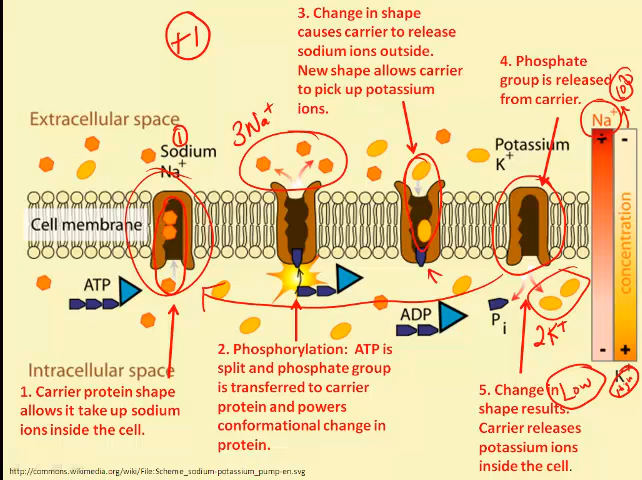 +1
3. Change in shape
causes carrier to release
sodium ions outside.
New shape allows carrier
to pick up potassium
ions.
4. Phosphate
group is released
from carrier.
Extracellular space
1
Sodium
Na+
3Na+
Potassium
K+
Na+
+
-
Cell membrane
concentration
ATP
ADP
Pi
2K+
-
+
K+
Intracellular space
Low
1. Carrier protein shape
allows it take up sodium
ions inside the cell.
2. Phosphorylation: ATP is
split and phosphate group
is transferred to carrier
protein and powers
conformational change in
protein.
5. Change in
shape results.
Carrier releases
potassium ions
inside the cell.
http://commons.wikimedia.org/wiki/File:Scheme_sodium-potassium_pump-en.svg